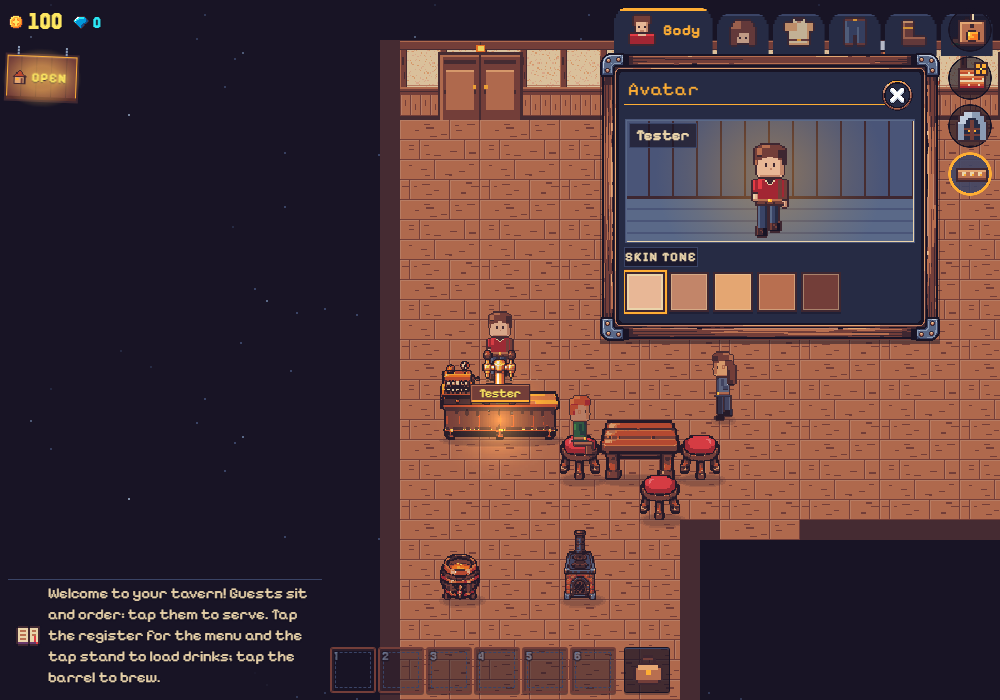 100
0
OPEN
Body
Avatar
Tester
SKIN TONE
Tester
Welcome to your tavern! Guests sit
and order: tap them to serve. Tap
the register for the menu and the
tap stand to load drinks; tap the
barrel to brew.
1
2
3
4
5
6